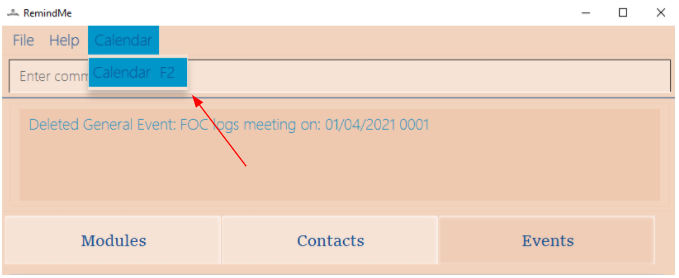 RemindMe
File Help Calendar
Calendar F2
Enter comm
Deleted General Event: FOC logs meeting on: 01/04/2021 0001
Modules Contacts Events